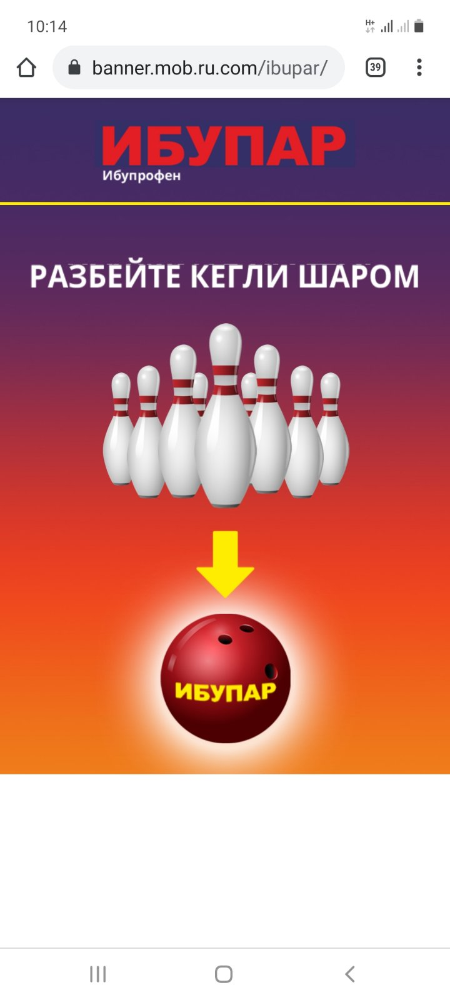 10:14
H+
banner.mob.ru.com/ibupar/
39
ИБУПАР
Ибупрофен
РАЗБЕЙТЕ КЕГЛИ ШАРОМ
ИБУПАР